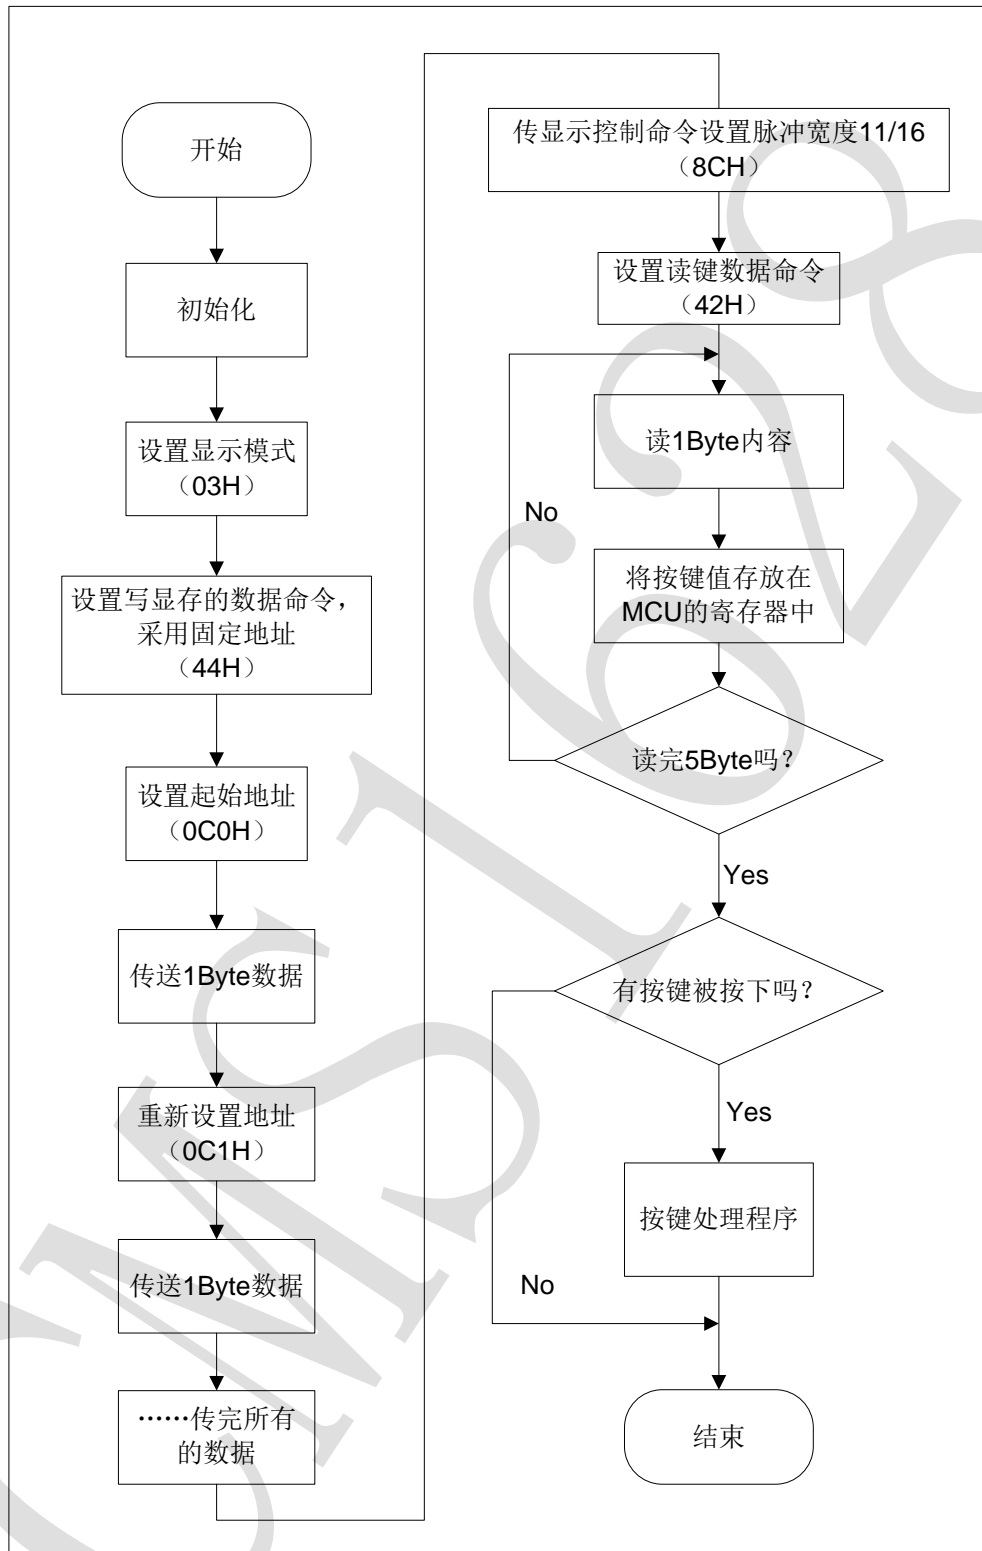 开始
初始化
设置显示模式
（03H）
设置写显存的数据命令，
采用固定地址
（44H）
设置起始地址
（0C0H）
传送1Byte数据
重新设置地址
（0C1H）
传送1Byte数据
……传完所有
的数据
传显示控制命令设置脉冲宽度11/16
（8CH）
设置读键数据命令
（42H）
读1Byte内容
No
将按键值存放在
MCU的寄存器中
读完5Byte吗？
Yes
有按键被按下吗？
Yes
按键处理程序
No
结束
CMS1628